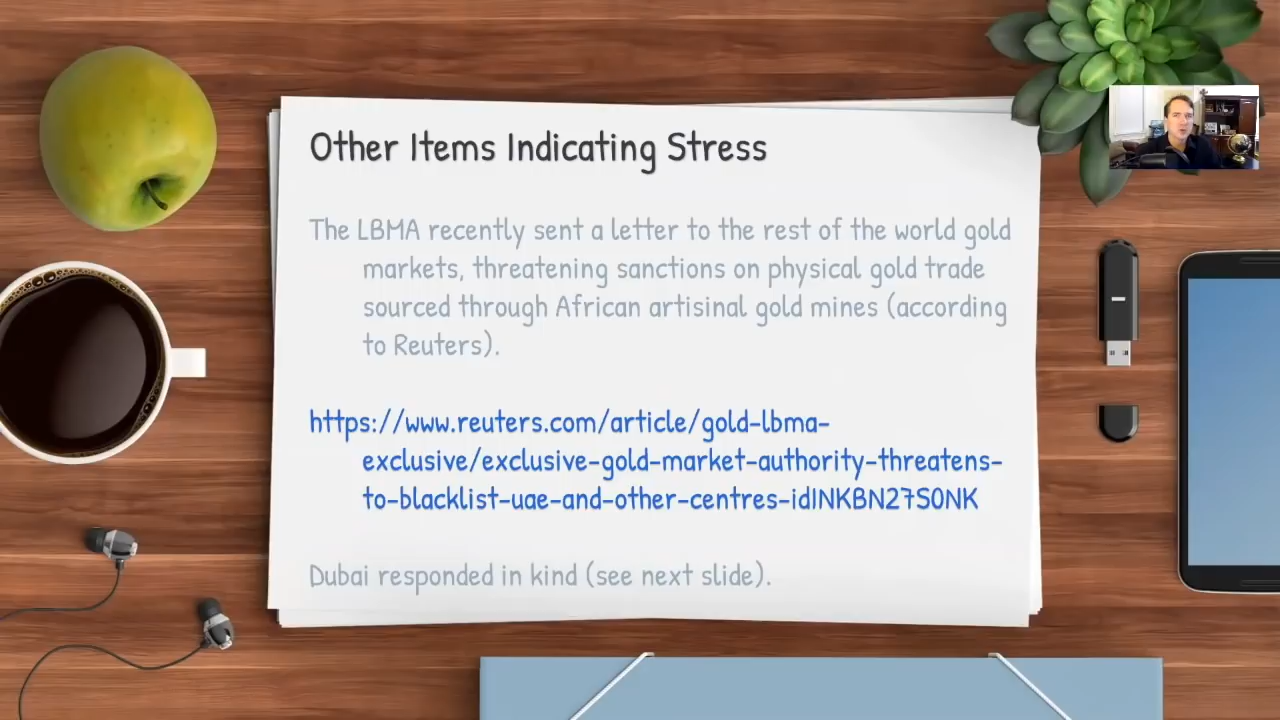 Other Items Indicating Stress
The LBMA recently sent a letter to the rest of the world gold
markets, threatening sanctions on physical gold trade
sourced through African artisinal gold mines (according
to Reuters).
https://www.reuters.com/article/gold-lbma-
exclusive/exclusive-gold-market-authority-threatens-
to-blacklist-uae-and-other-centres-idINKBN27S0NK
Dubai responded in kind (see next slide).